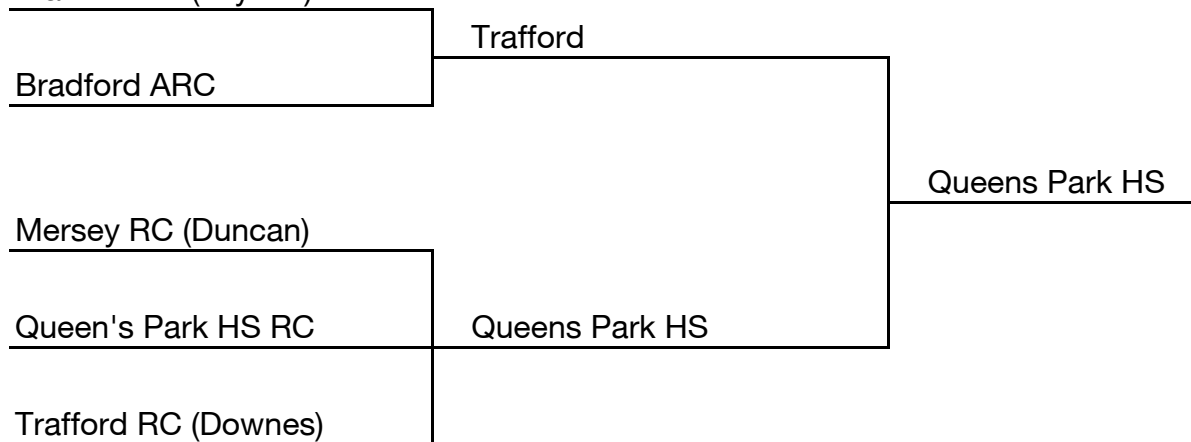 Trafford
Bradford ARC
Queens Park HS
Mersey RC (Duncan)
Queen's Park HS RC
Queens Park HS
Trafford RC (Downes)